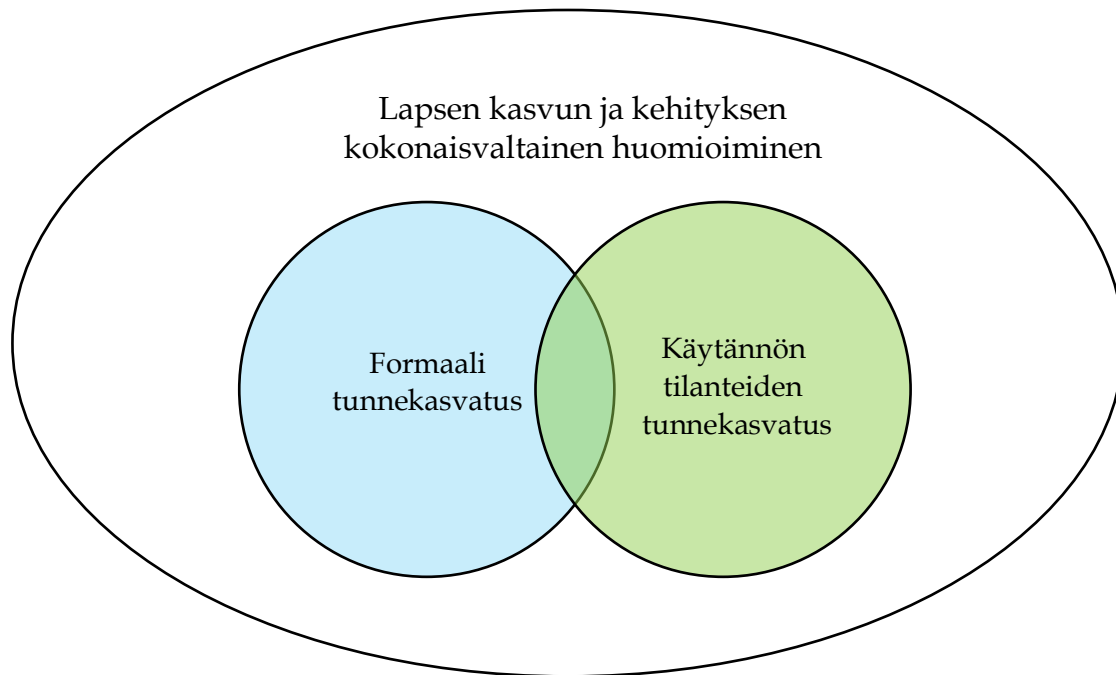 Lapsen kasvun ja kehityksen
kokonaisvaltainen huomioiminen
Formaali
tunnekasvatus
Käytännön
tilanteiden
tunnekasvatus